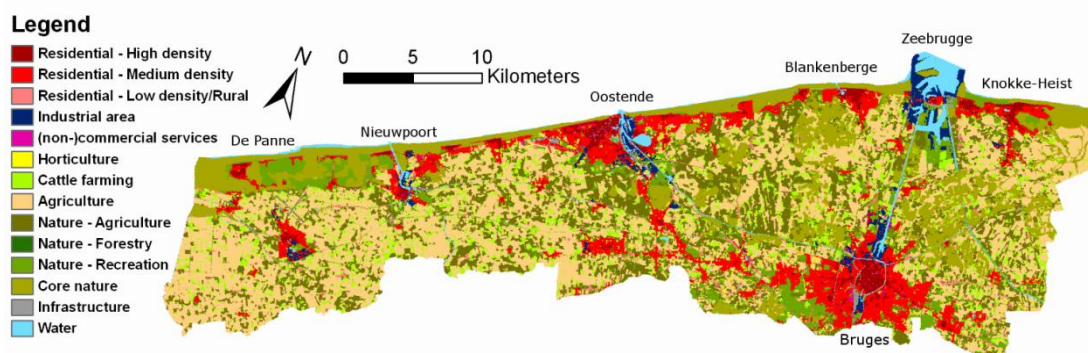 Legend
Residential - High density
Residential - Medium density
Residential - Low density/Rural
Industrial area
(non-)commercial services
Horticulture
Cattle farming
Agriculture
Nature - Agriculture
Nature - Forestry
Nature - Recreation
Core nature
Infrastructure
Water
N
0 5 10
Kilometers
De Panne
Nieuwpoort
Oostende
Blankenberge
Zeebrugge
Knokke-Heist
Bruges